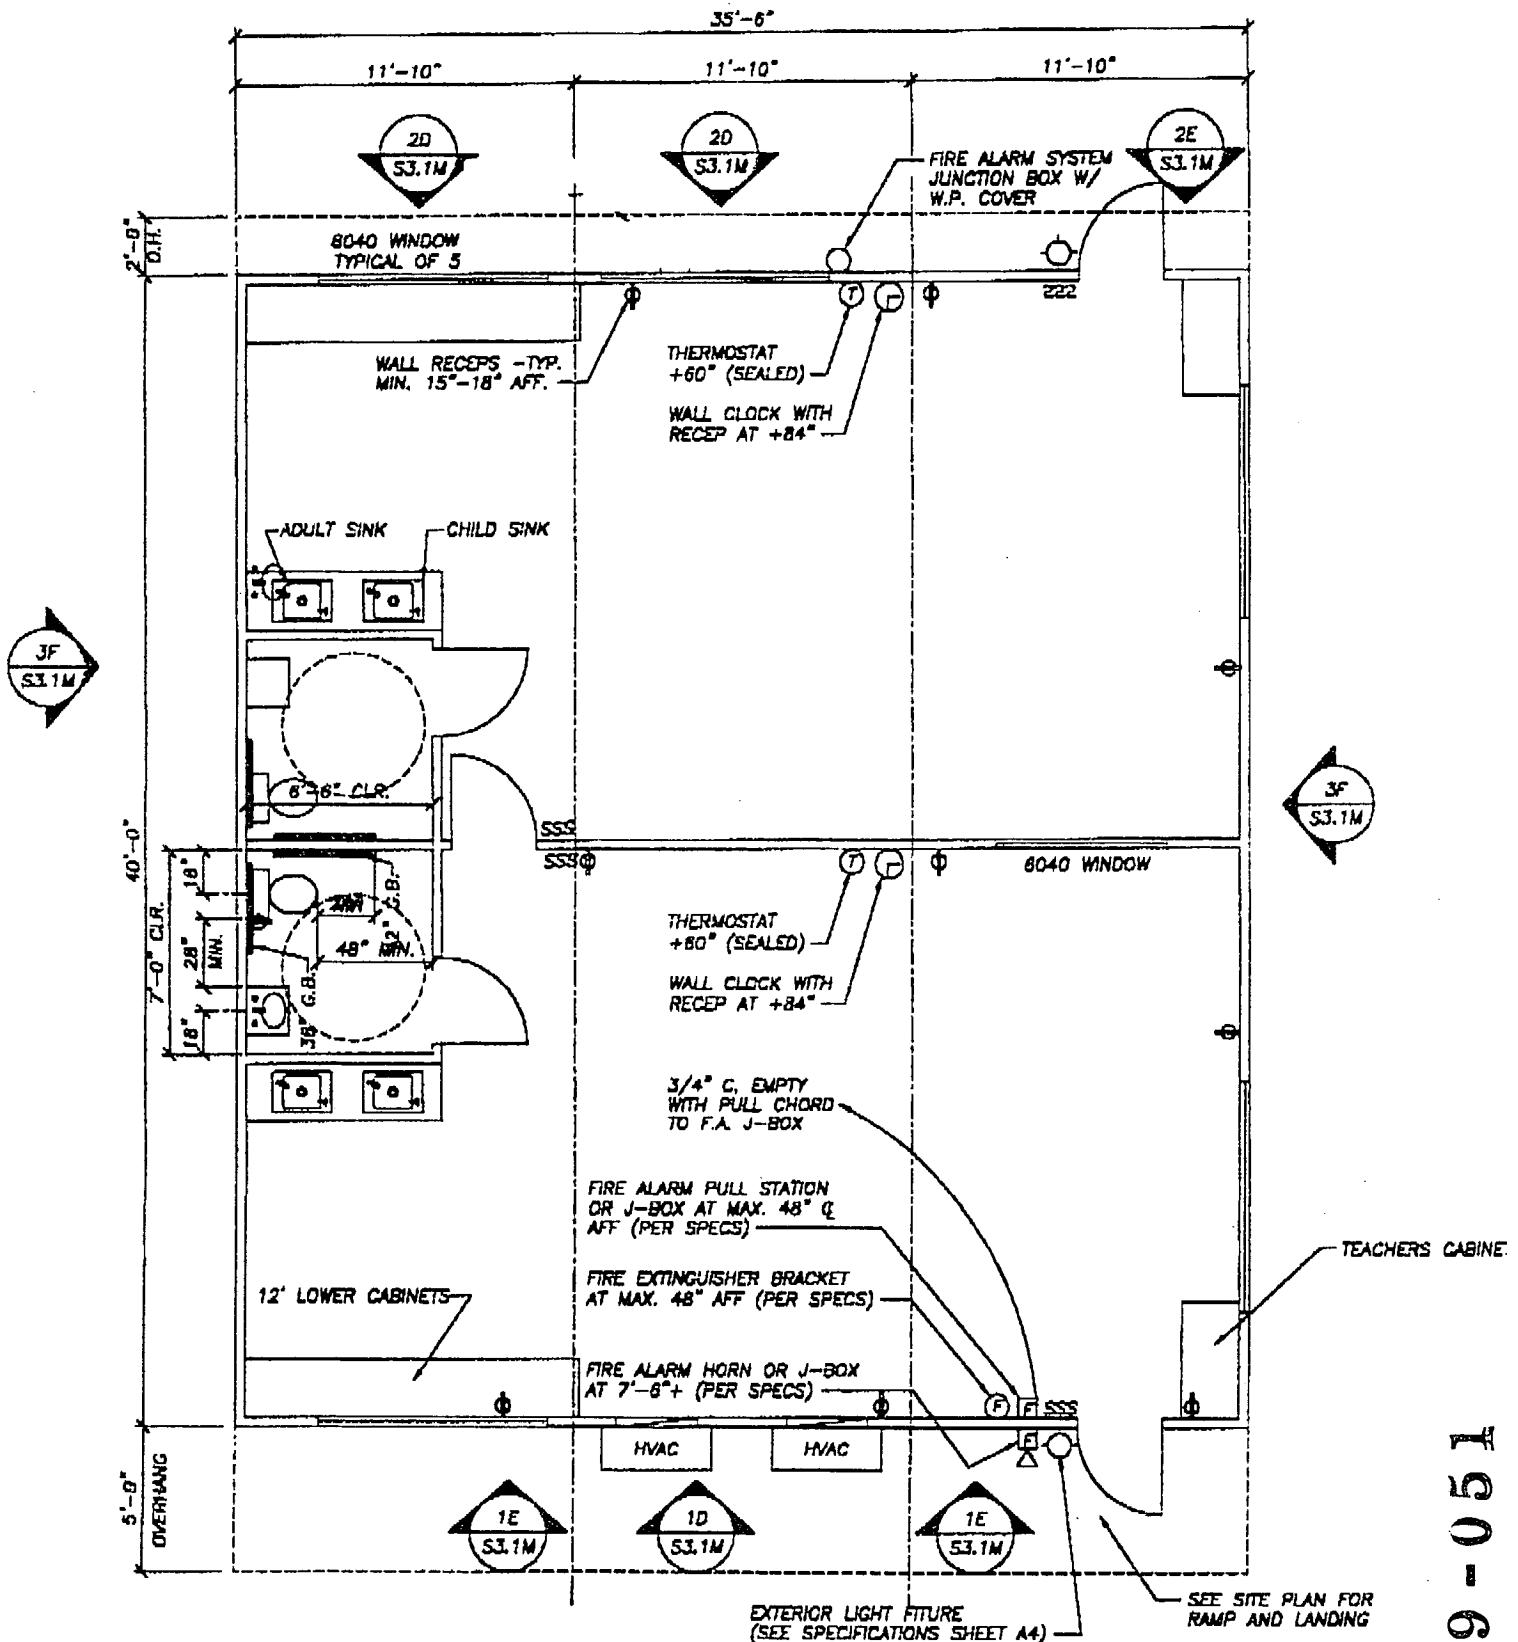 35'-6"
11'-10"
11'-10"
11'-10"
2D
S3.1M
2D
S3.1M
2E
S3.1M
FIRE ALARM SYSTEM
JUNCTION BOX W/
W.P. COVER
2'-0"
O.H.
8040 WINDOW
TYPICAL OF 5
T
222
WALL RECEPS -TYP.
MIN. 15"-18" AFF.
THERMOSTAT
+60" (SEALED)
WALL CLOCK WITH
RECEP AT +84"
ADULT SINK
CHILD SINK
3F
S3.1M
6'-6" CLR.
3F
S3.1M
40'-0"
SSS
SSS
T
6040 WINDOW
7'-0" CLR.
18"
28"
MIN.
18"
MIN
48" MIN.
G.B.
36" G.B.
THERMOSTAT
+60" (SEALED)
WALL CLOCK WITH
RECEP AT +84"
3/4" C. EMPTY
WITH PULL CHORD
TO F.A. J-BOX
FIRE ALARM PULL STATION
OR J-BOX AT MAX. 48" ℄
AFF (PER SPECS)
TEACHERS CABINE
FIRE EXTINGUISHER BRACKET
AT MAX. 48" AFF (PER SPECS)
12' LOWER CABINETS
FIRE ALARM HORN OR J-BOX
AT 7'-6"+ (PER SPECS)
F
F
SSS
F
HVAC
HVAC
5'-0"
OVERHANG
1E
S3.1M
1D
S3.1M
1E
S3.1M
EXTERIOR LIGHT FITURE
(SEE SPECIFICATIONS SHEET A4)
SEE SITE PLAN FOR
RAMP AND LANDING
9-051